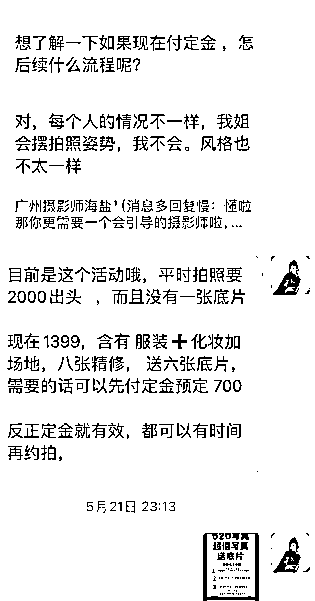 想了解一下如果现在付定金，怎
后续什么流程呢？
对，每个人的情况不一样，我姐
会摆拍照姿势，我不会。风格也
不太一样
广州摄影师海盐'(消息多回复慢：懂啦
那你更需要一个会引导的摄影师啦，...
目前是这个活动哦，平时拍照要
2000出头 ，而且没有一张底片
现在1399，含有 服装➕化妆加
场地，八张精修， 送六张底片，
需要的话可以先付定金预定 700
反正定金就有效，都可以有时间
再约拍，
5月21日 23:13
520写真
超值写真
送底片